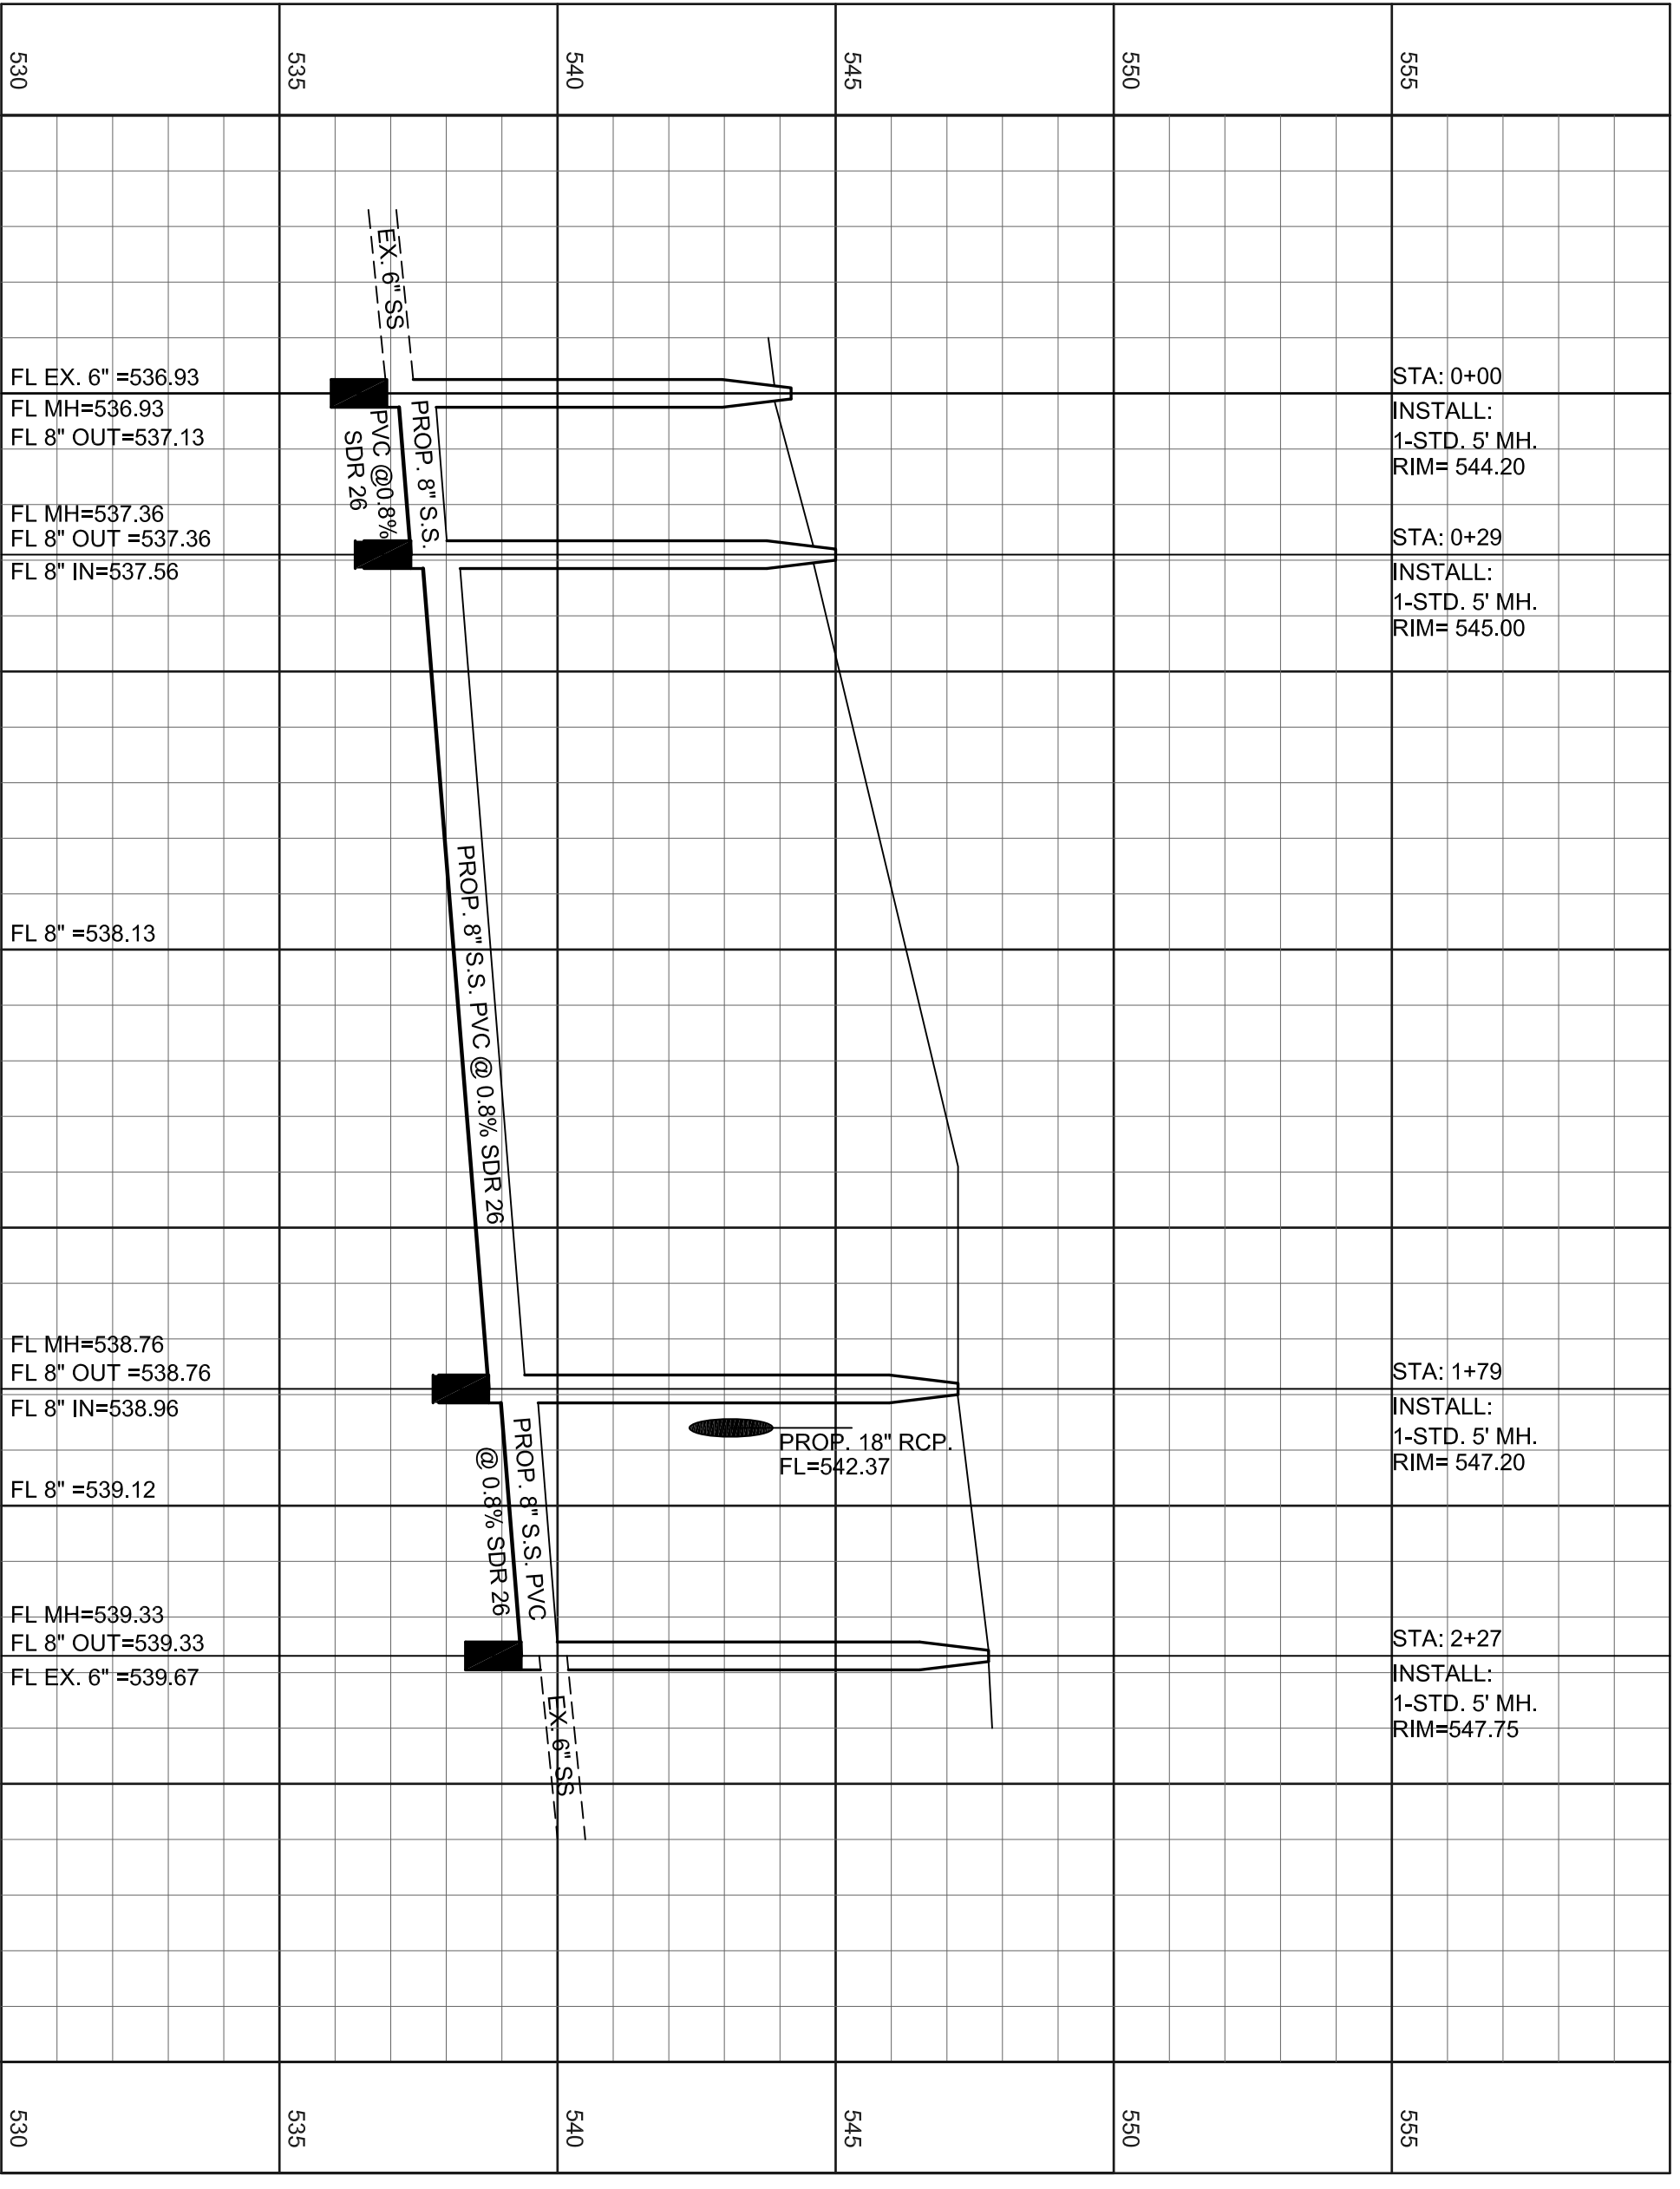 530
535
540
545
550
555
EX. 6" SS
FL EX. 6" =536.93
FL MH=536.93
FL 8" OUT=537.13
STA: 0+00
INSTALL:
1-STD. 5' MH.
RIM= 544.20
PROP. 8" S.S.
PVC @0.8%
SDR 26
FL MH=537.36
FL 8" OUT =537.36
FL 8" IN=537.56
STA: 0+29
INSTALL:
1-STD. 5' MH.
RIM= 545.00
PROP. 8" S.S. PVC @ 0.8% SDR 26
FL 8" =538.13
FL MH=538.76
FL 8" OUT =538.76
FL 8" IN=538.96
STA: 1+79
INSTALL:
1-STD. 5' MH.
RIM= 547.20
PROP. 18" RCP.
FL=542.37
FL 8" =539.12
PROP. 8" S.S. PVC
@ 0.8% SDR 26
FL MH=539.33
FL 8" OUT=539.33
FL EX. 6" =539.67
STA: 2+27
INSTALL:
1-STD. 5' MH.
RIM=547.75
EX. 6" SS
530
535
540
545
550
555